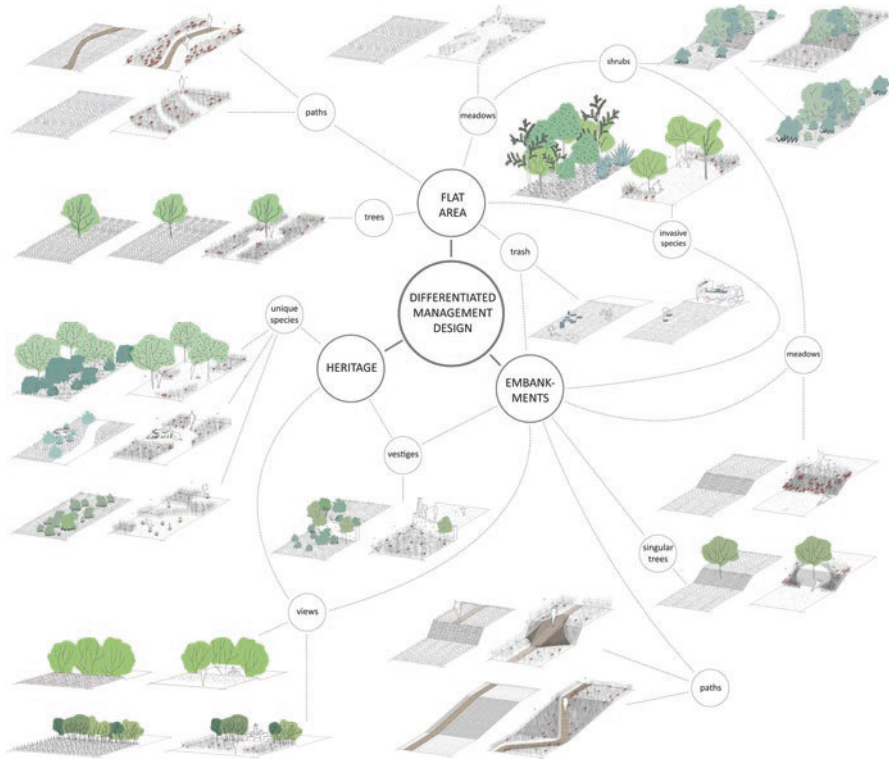 shrubs
paths
meadows
FLAT
AREA
trees
invasive
species
trash
unique
species
DIFFERENTIATED
MANAGEMENT
DESIGN
meadows
HERITAGE
EMBANK-
MENTS
vestiges
singular
trees
views
paths